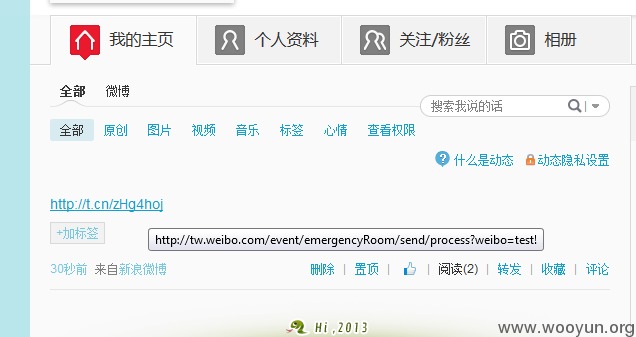 我的主页 个人资料 关注/粉丝 相册
全部 微博
搜索我说的话
全部 原创 图片 视频 音乐 标签 心情 查看权限
什么是动态 动态隐私设置
http://t.cn/zHg4hoj
+加标签
http://tw.weibo.com/event/emergencyRoom/send/process?weibo=test!
30秒前 来自新浪微博 删除 | 置顶 | | 阅读(2) | 转发 | 收藏 | 评论
Hi,2013
www.wooyun.org